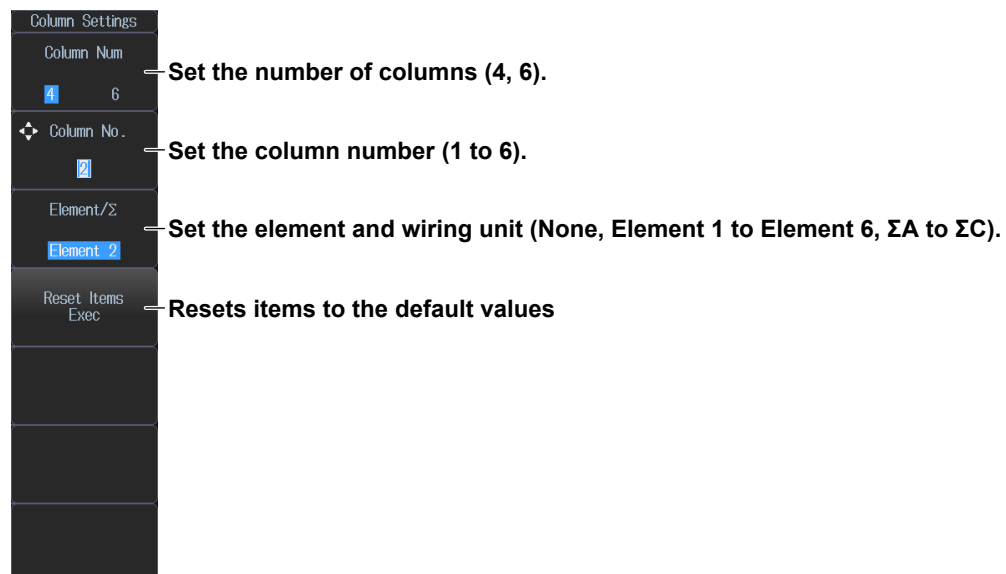 Column Settings
Column Num
Set the number of columns (4, 6).
4 6
Column No.
Set the column number (1 to 6).
2
Element/Σ
Set the element and wiring unit (None, Element 1 to Element 6, ΣA to ΣC).
Element 2
Reset Items
Exec
Resets items to the default values